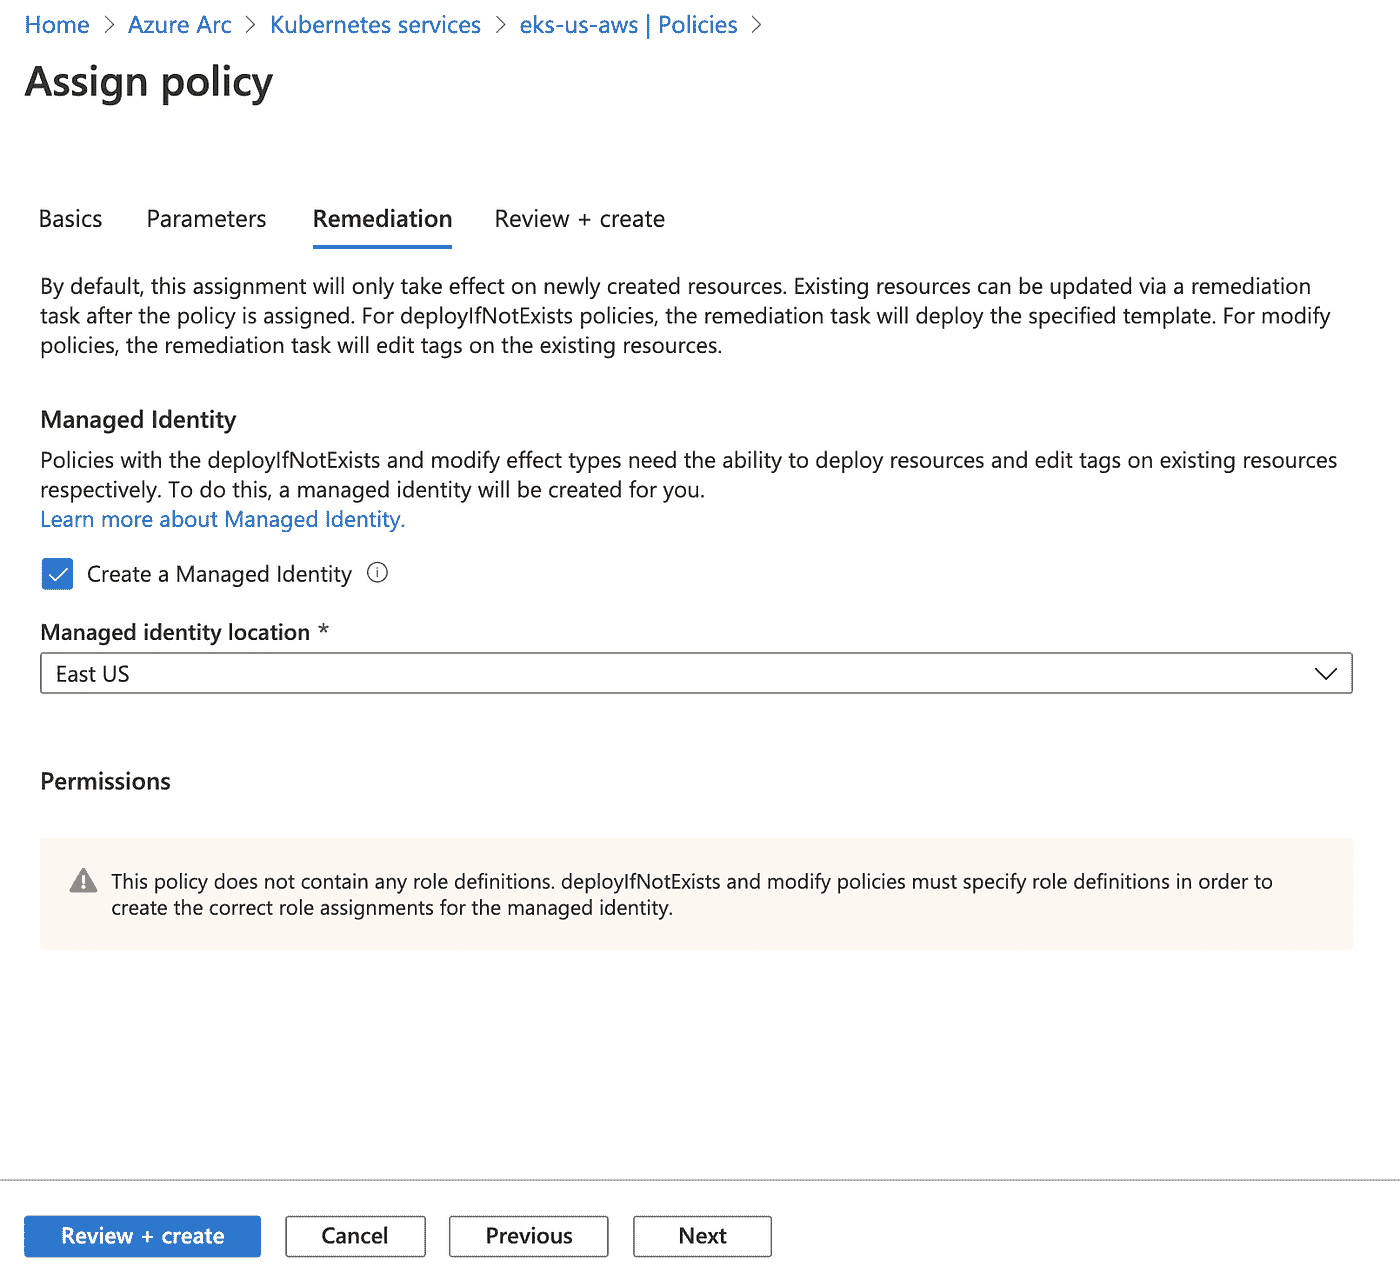 Home > Azure Arc > Kubernetes services > eks-us-aws | Policies >
Assign policy
Basics Parameters Remediation Review + create
By default, this assignment will only take effect on newly created resources. Existing resources can be updated via a remediation
task after the policy is assigned. For deployIfNotExists policies, the remediation task will deploy the specified template. For modify
policies, the remediation task will edit tags on the existing resources.
Managed Identity
Policies with the deployIfNotExists and modify effect types need the ability to deploy resources and edit tags on existing resources
respectively. To do this, a managed identity will be created for you.
Learn more about Managed Identity.
Create a Managed Identity
Managed identity location *
East US
Permissions
This policy does not contain any role definitions. deployIfNotExists and modify policies must specify role definitions in order to
create the correct role assignments for the managed identity.
Review + create Cancel Previous Next